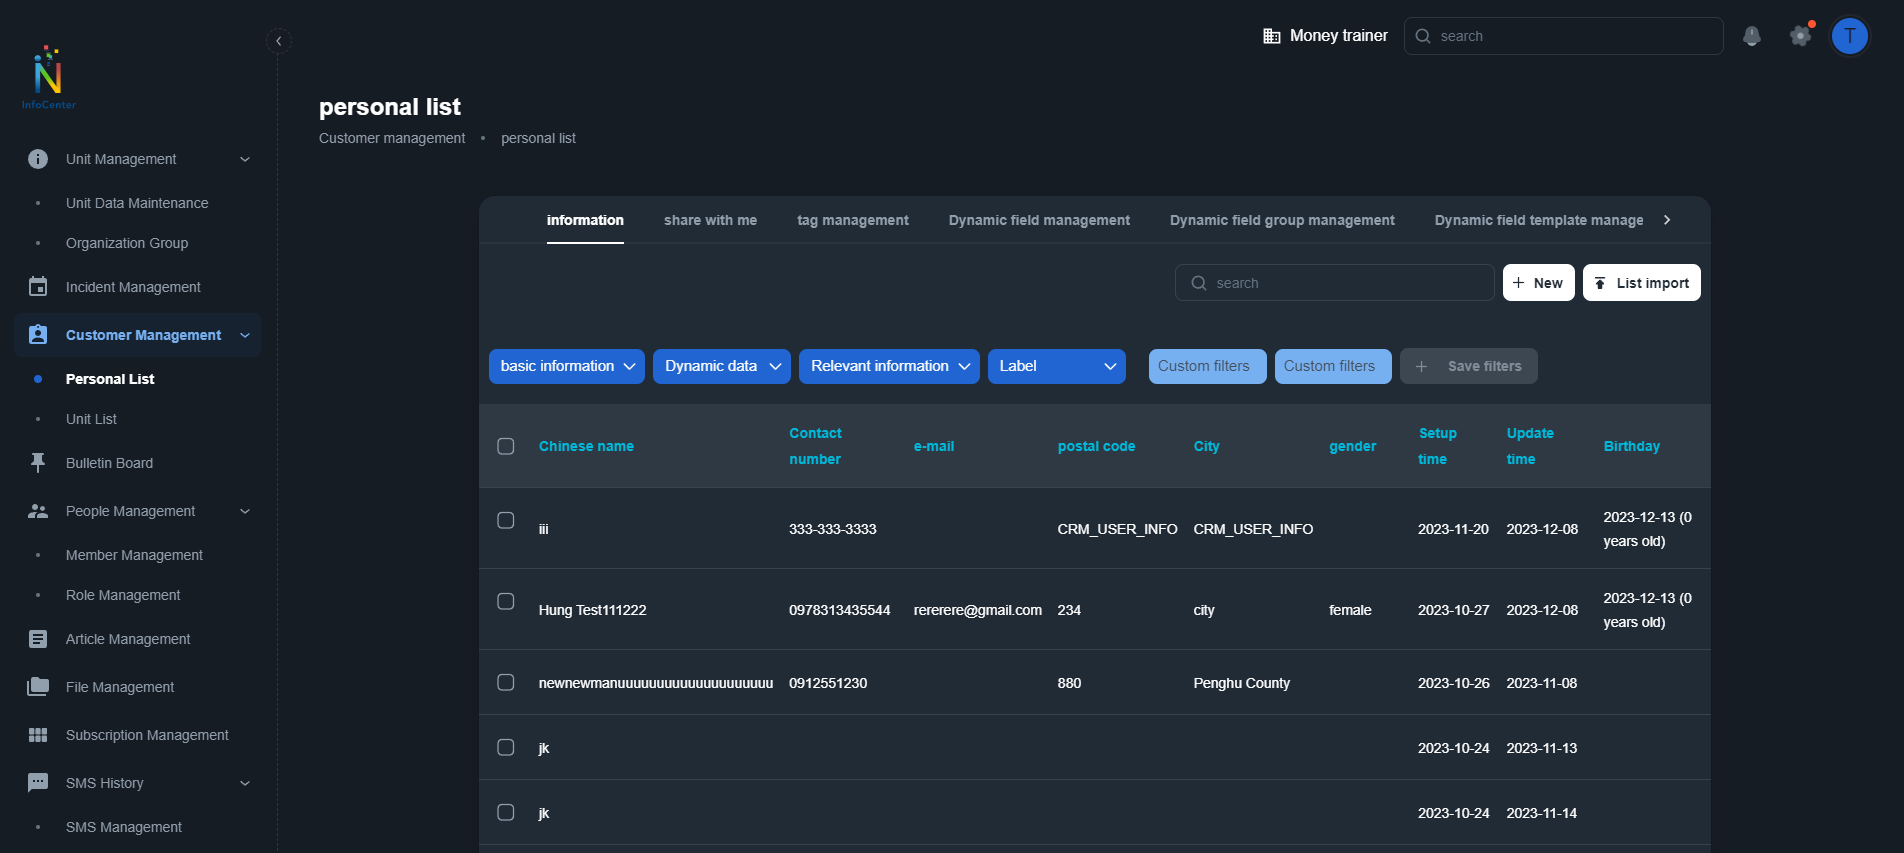 Money trainer
search
T
InfoCenter
personal list
Customer management • personal list
Unit Management
Unit Data Maintenance
Organization Group
Incident Management
Customer Management
Personal List
Unit List
Bulletin Board
People Management
Member Management
Role Management
Article Management
File Management
Subscription Management
SMS History
SMS Management
information share with me tag management Dynamic field management Dynamic field group management Dynamic field template manage
search
+ New
List import
basic information Dynamic data Relevant information Label Custom filters Custom filters + Save filters
Chinese name Contact number e-mail postal code City gender Setup time Update time Birthday
iii 333-333-3333 CRM_USER_INFO CRM_USER_INFO 2023-11-20 2023-12-08 2023-12-13 (0 years old)
Hung Test111222 0978313435544 rererere@gmail.com 234 city female 2023-10-27 2023-12-08 2023-12-13 (0 years old)
newnewmanuuuuuuuuuuuuuuuuuuuu 0912551230 880 Penghu County 2023-10-26 2023-11-08
jk 2023-10-24 2023-11-13
jk 2023-10-24 2023-11-14